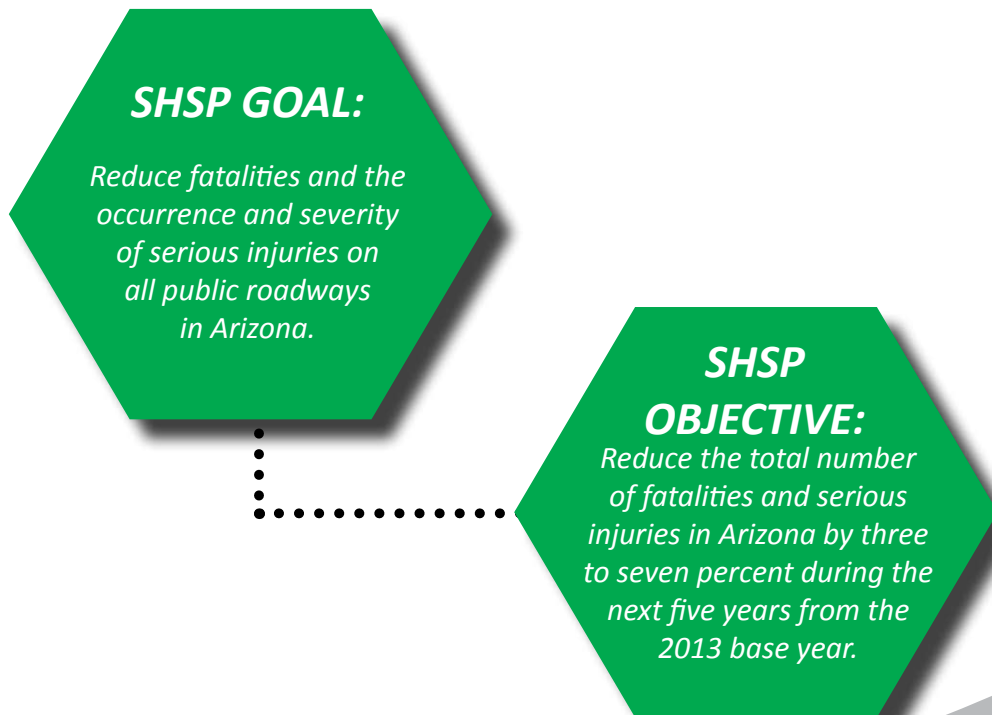 SHSP GOAL:
Reduce fatalities and the
occurrence and severity
of serious injuries on
all public roadways
in Arizona.
SHSP
OBJECTIVE:
Reduce the total number
of fatalities and serious
injuries in Arizona by three
to seven percent during the
next five years from the
2013 base year.